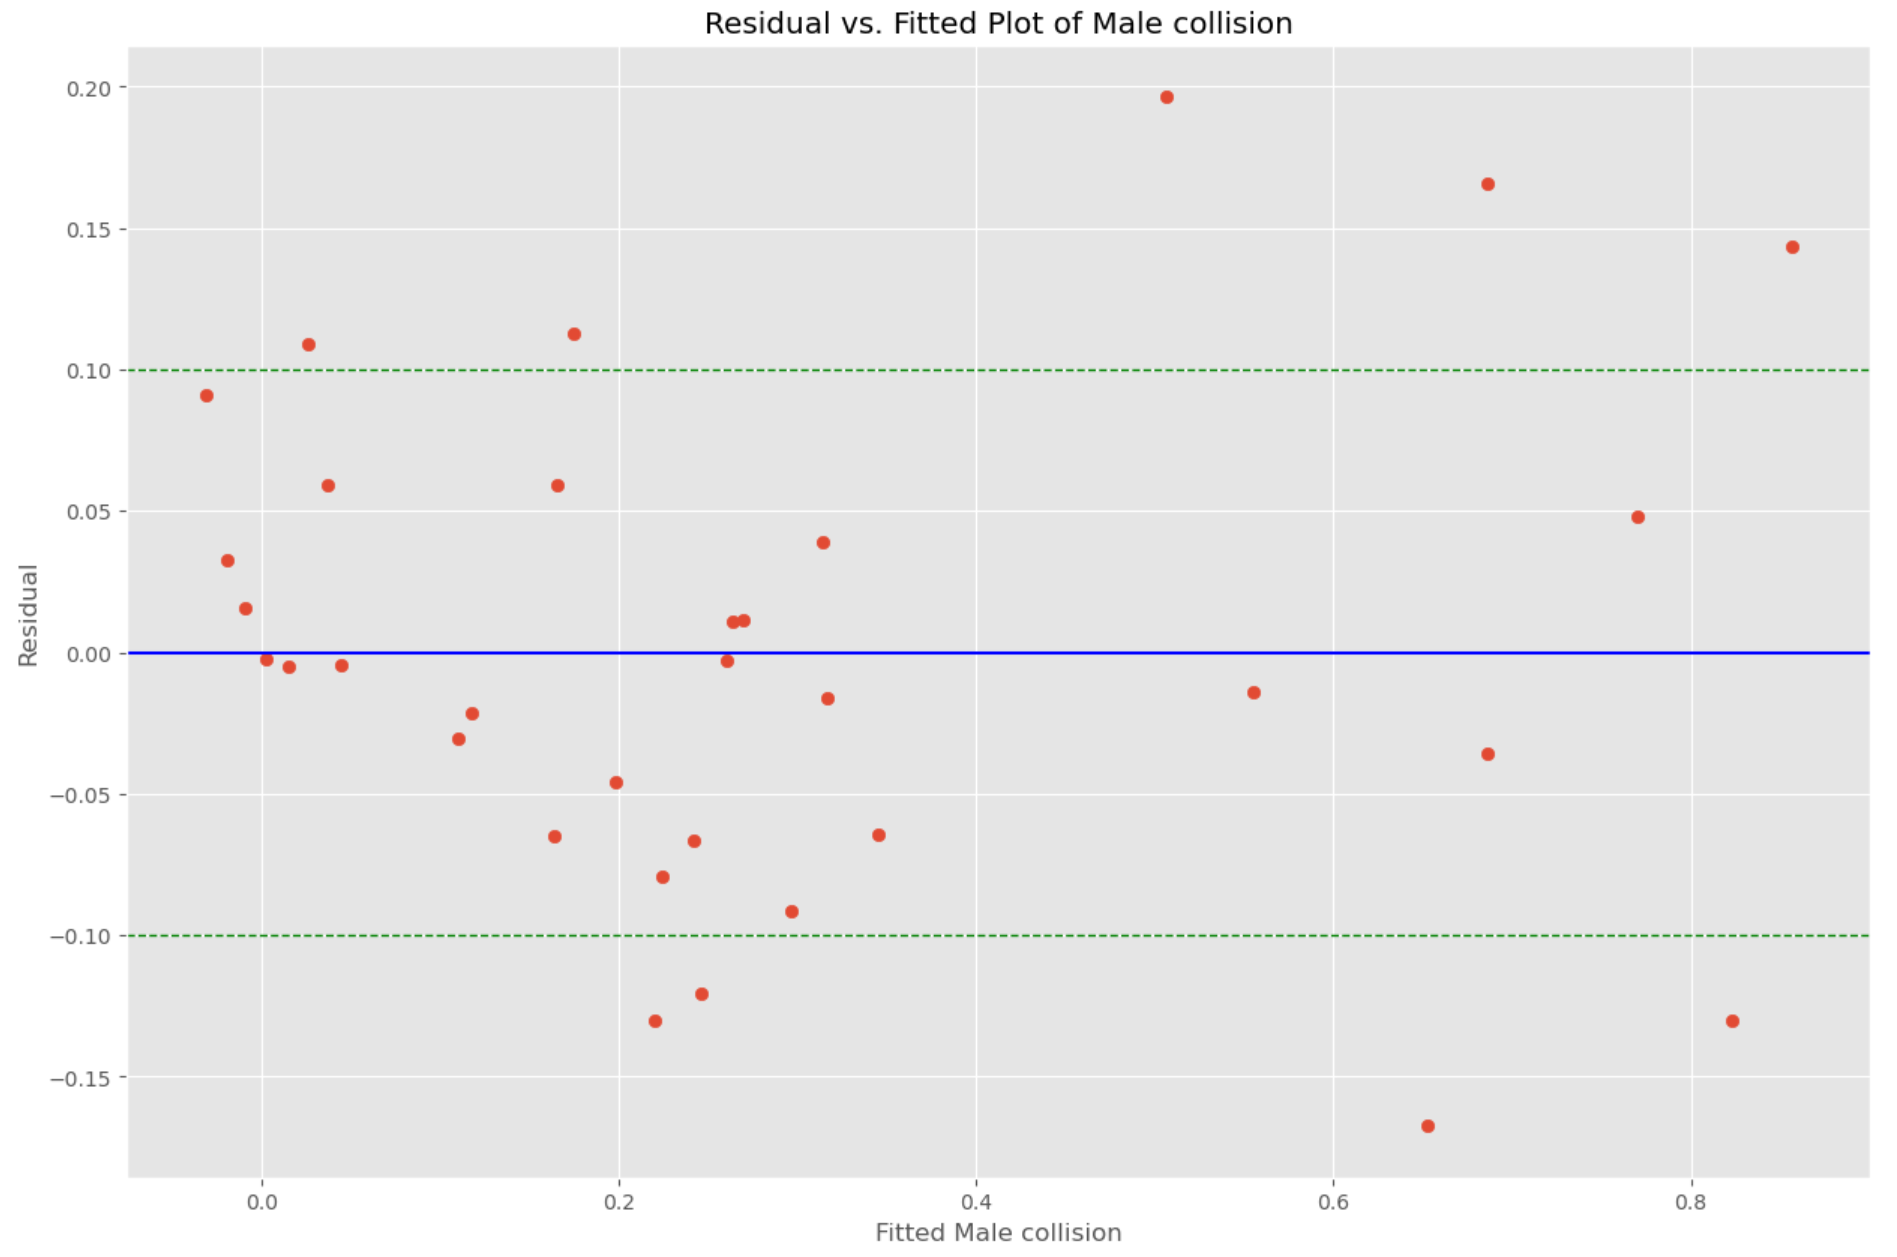 Residual vs. Fitted Plot of Male collision
0.20
0.15
0.10
0.05
0.00
−0.05
−0.10
−0.15
Residual
0.0 0.2 0.4 0.6 0.8
Fitted Male collision